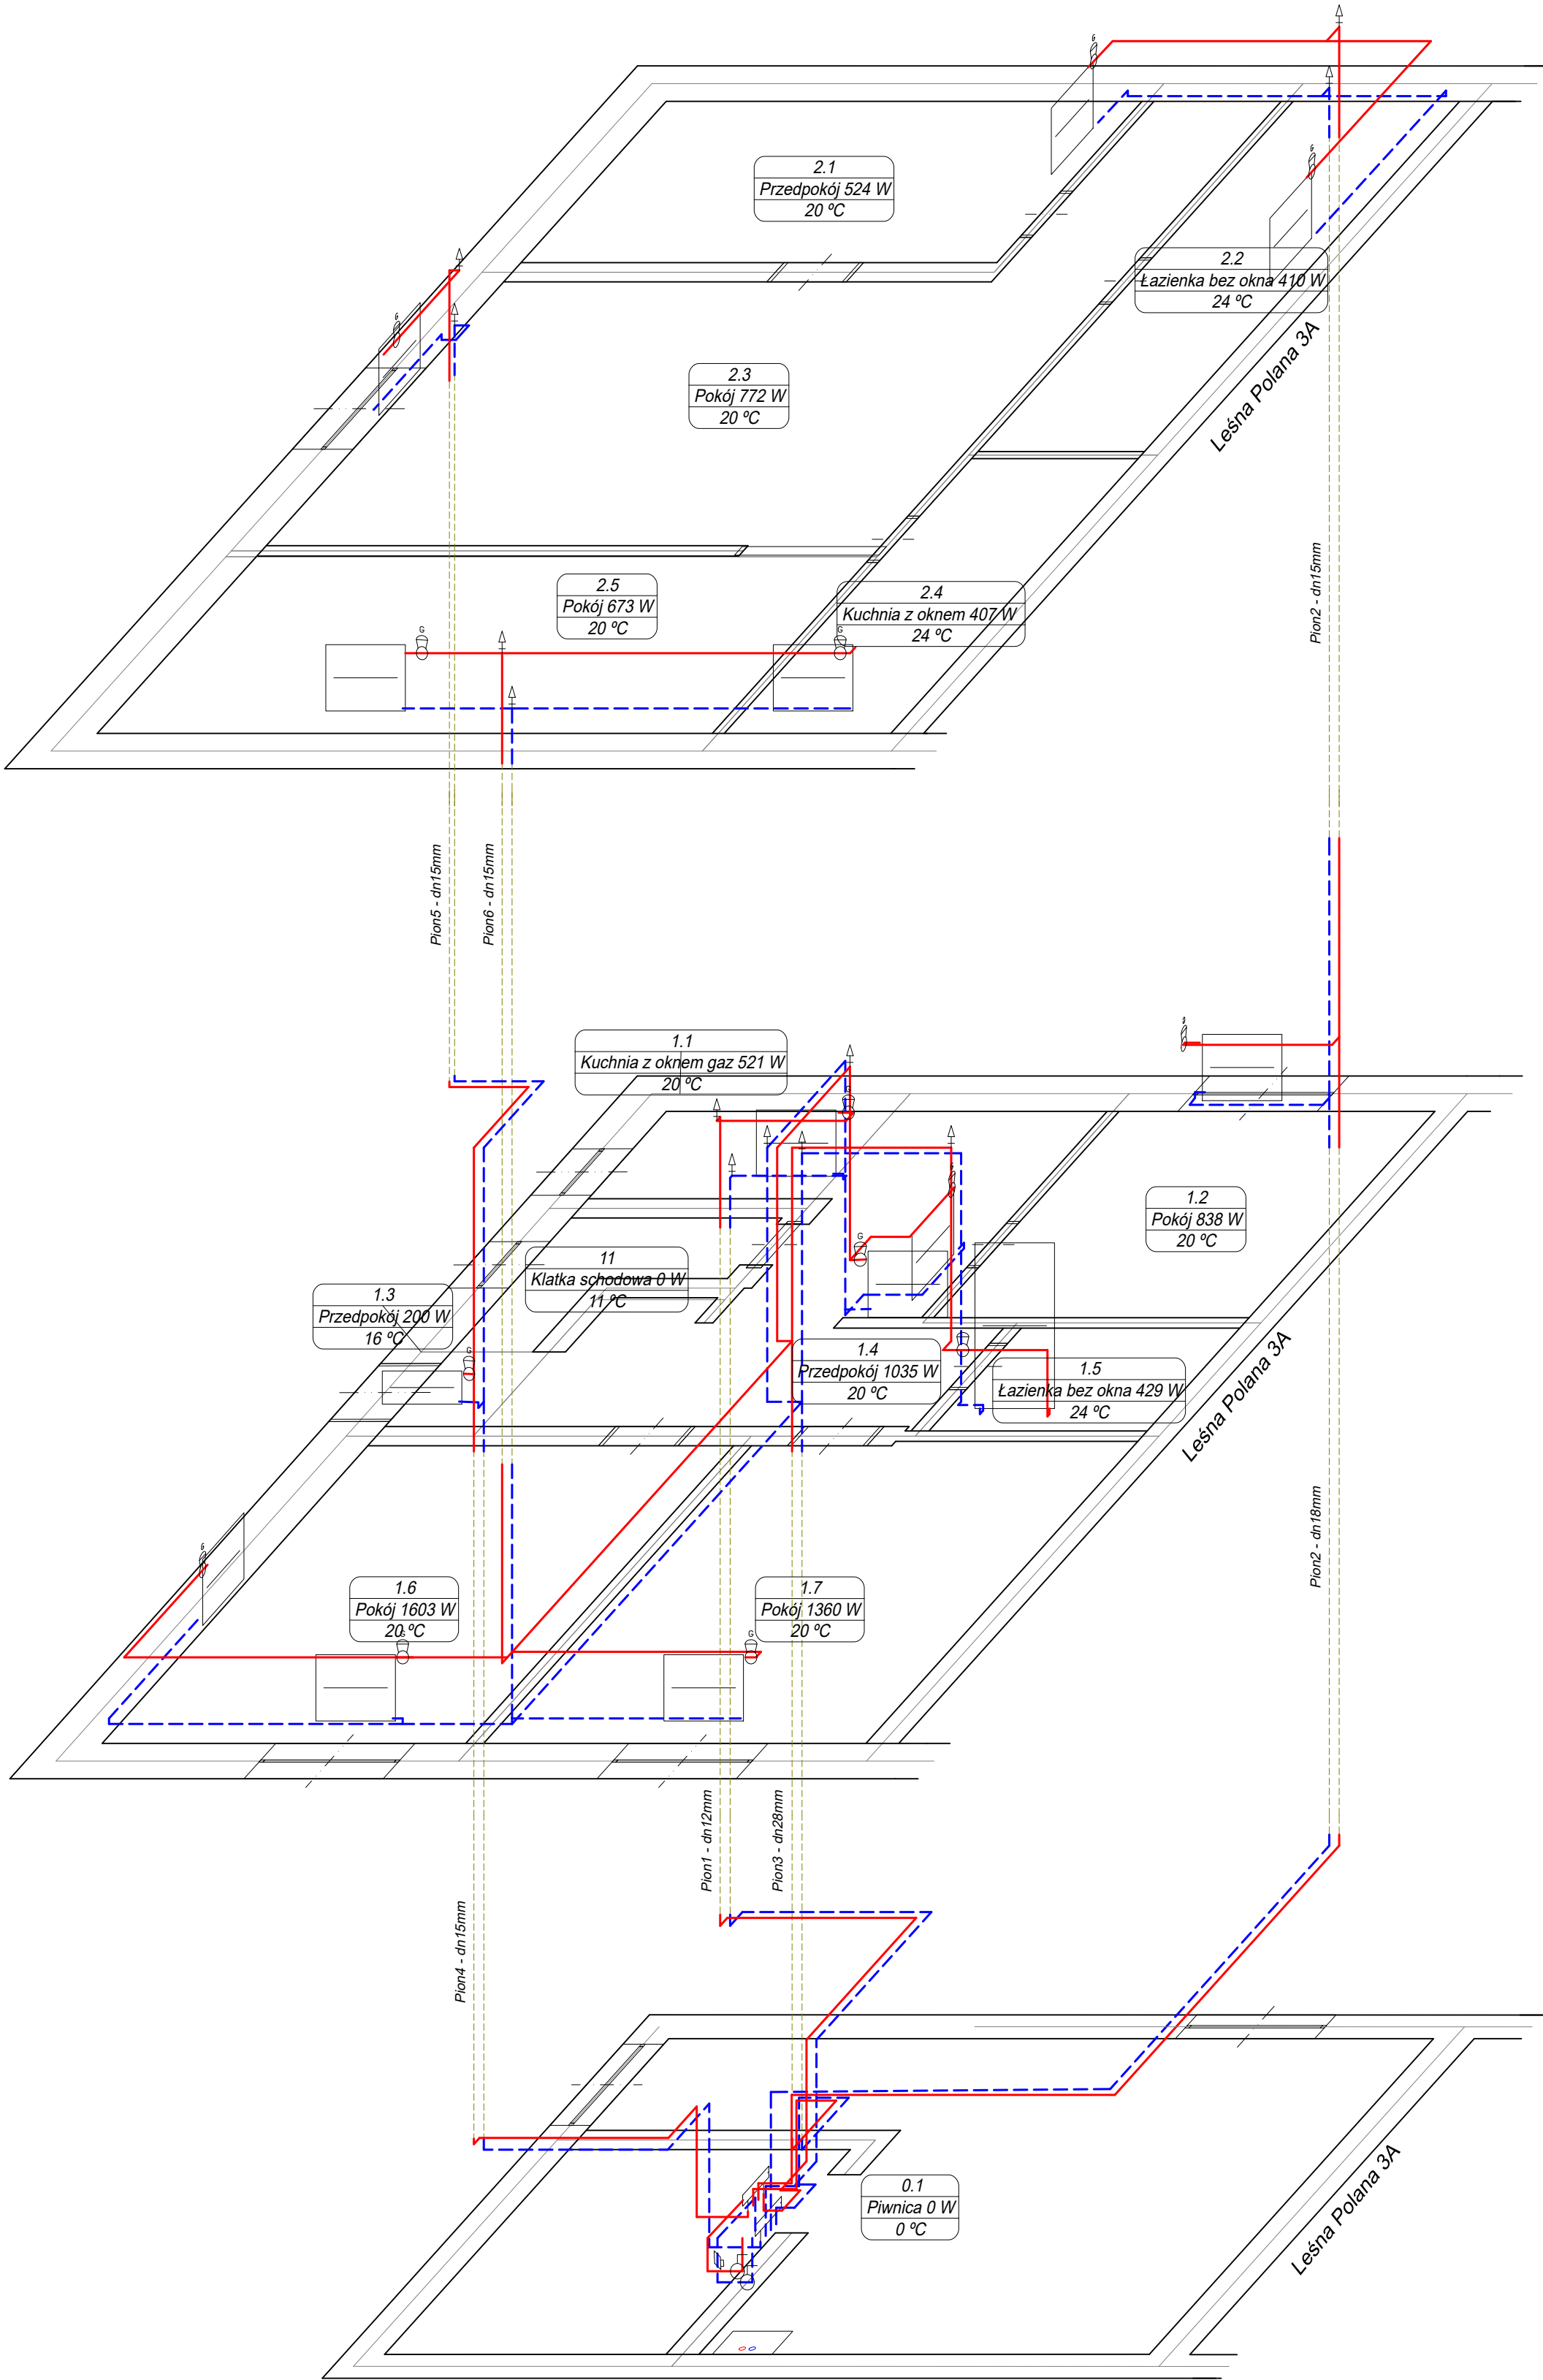 G
2.1
Przedpokój 524 W
20 ºC
G
2.2
Łazienka bez okna 410 W
24 ºC
Leśna Polana 3A
G
2.3
Pokój 772 W
20 ºC
2.5
Pokój 673 W
20 ºC
2.4
Kuchnia z oknem 407 W
24 ºC
G
G
Pion2 - dn15mm
Pion5 - dn15mm
Pion6 - dn15mm
1.1
Kuchnia z oknem gaz 521 W
20 ºC
G
1.2
Pokój 838 W
20 ºC
G
11
Klatka schodowa 0 W
11 ºC
1.3
Przedpokój 200 W
16 ºC
G
1.4
Przedpokój 1035 W
20 ºC
1.5
Łazienka bez okna 429 W
24 ºC
Leśna Polana 3A
G
1.6
Pokój 1603 W
20 ºC
G
1.7
Pokój 1360 W
20 ºC
G
Pion2 - dn18mm
Pion1 - dn12mm
Pion3 - dn28mm
Pion4 - dn15mm
0.1
Piwnica 0 W
0 ºC
Leśna Polana 3A